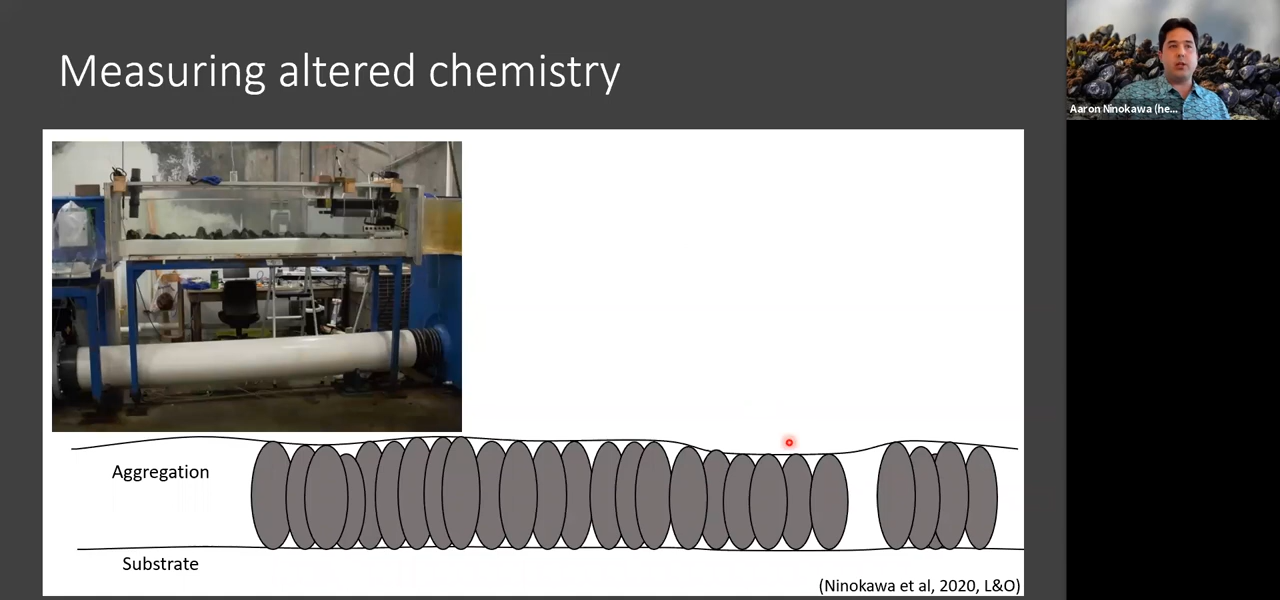 Measuring altered chemistry
Aaron Ninokawa (he...
Aggregation
Substrate
(Ninokawa et al, 2020, L&O)